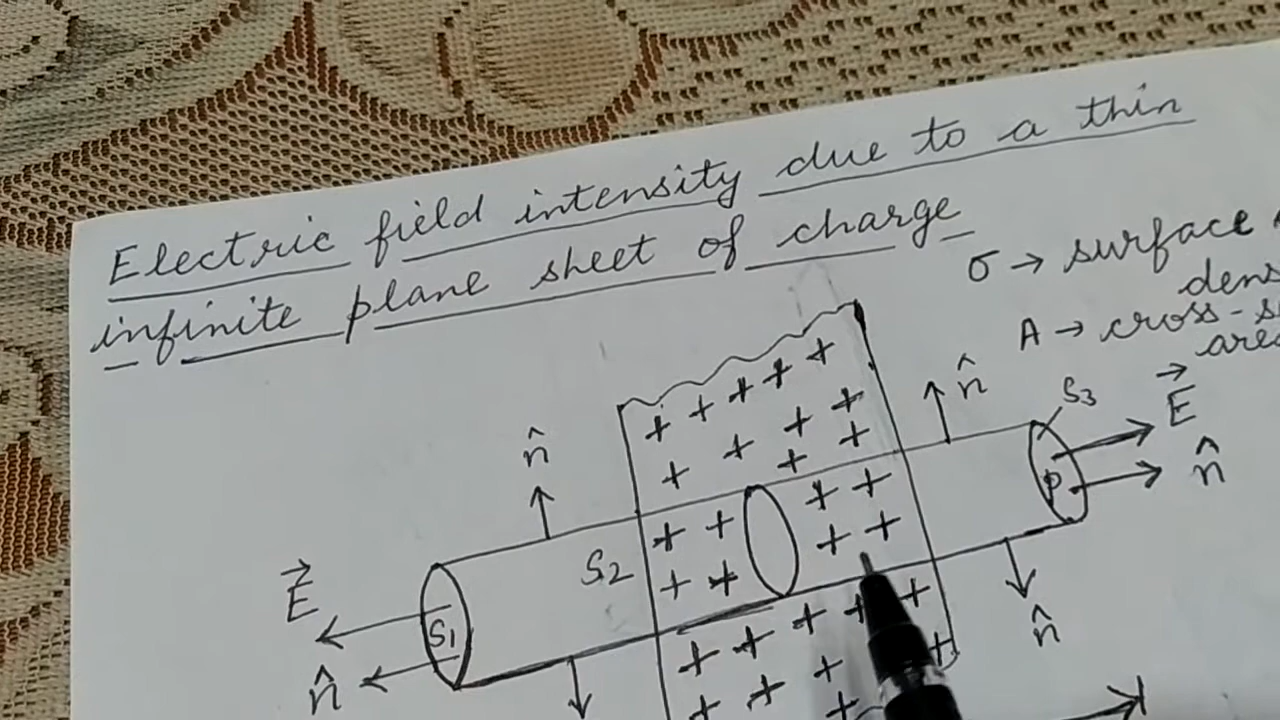 Electric field intensity due to a thin
infinite plane sheet of charge
σ → surface
A → cross-
n̂
S3
E⃗
n̂
P
n̂
S2
E⃗
S1
n̂
n̂